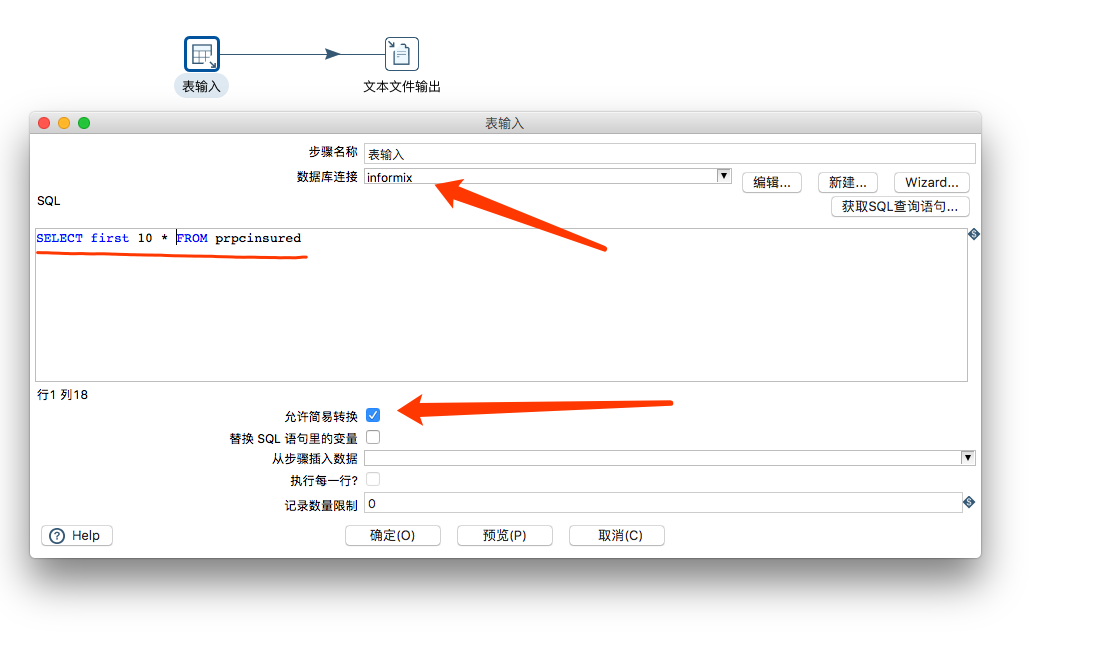 表输入
文本文件输出
表输入
步骤名称 表输入
数据库连接 informix 编辑... 新建... Wizard...
SQL 获取SQL查询语句...
SELECT first 10 * FROM prpcinsured
行1 列18
允许简易转换
替换 SQL 语句里的变量
从步骤插入数据
执行每一行?
记录数量限制 0
? Help 确定(O) 预览(P) 取消(C)